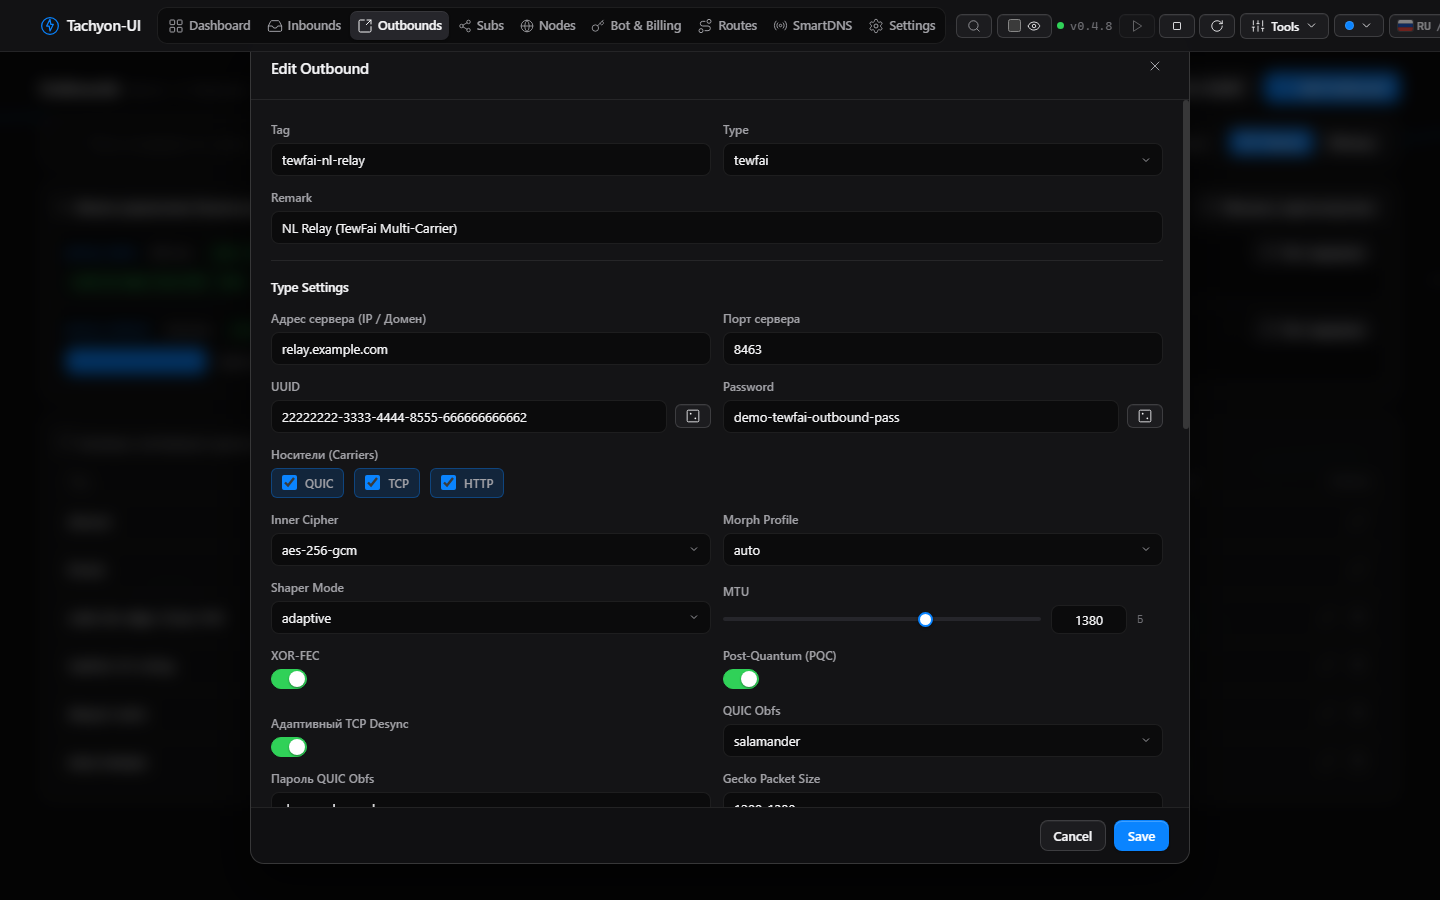 Tachyon-UI
Dashboard
Inbounds
Outbounds
Subs
Nodes
Bot & Billing
Routes
SmartDNS
Settings
v0.4.8
Tools
RU /
Edit Outbound
Tag
Type
tewfai-nl-relay
tewfai
Remark
NL Relay (TewFai Multi-Carrier)
Type Settings
Адрес сервера (IP / Домен)
Порт сервера
relay.example.com
8463
UUID
Password
22222222-3333-4444-8555-666666666662
demo-tewfai-outbound-pass
Носители (Carriers)
QUIC
TCP
HTTP
Inner Cipher
Morph Profile
aes-256-gcm
auto
Shaper Mode
MTU
adaptive
1380
Б
XOR-FEC
Post-Quantum (PQC)
Адаптивный TCP Desync
QUIC Obfs
salamander
Пароль QUIC Obfs
Gecko Packet Size
Cancel
Save